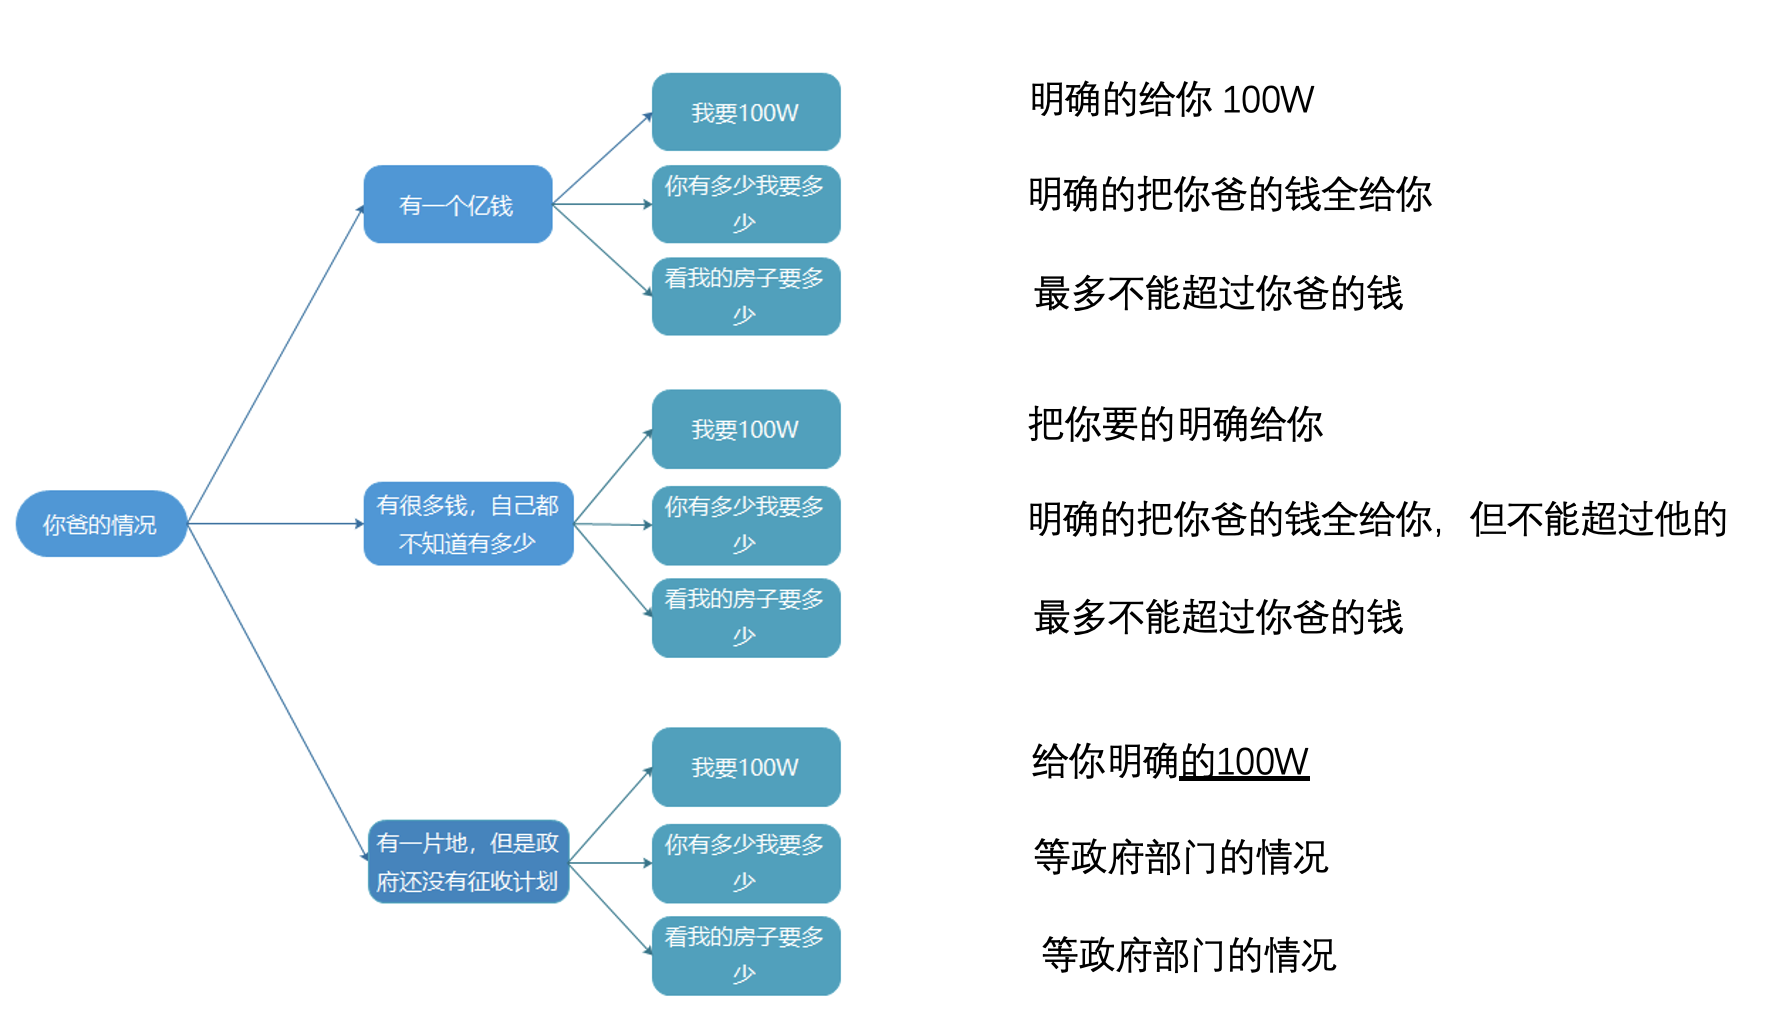 你爸的情况
有一个亿钱
我要100W
明确的给你 100W
你有多少我要多
少
明确的把你爸的钱全给你
看我的房子要多
少
最多不能超过你爸的钱
有很多钱，自己都
不知道有多少
我要100W
把你要的明确给你
你有多少我要多
少
明确的把你爸的钱全给你，但不能超过他的
看我的房子要多
少
最多不能超过你爸的钱
有一片地，但是政
府还没有征收计划
我要100W
给你明确的100W
你有多少我要多
少
等政府部门的情况
看我的房子要多
少
等政府部门的情况